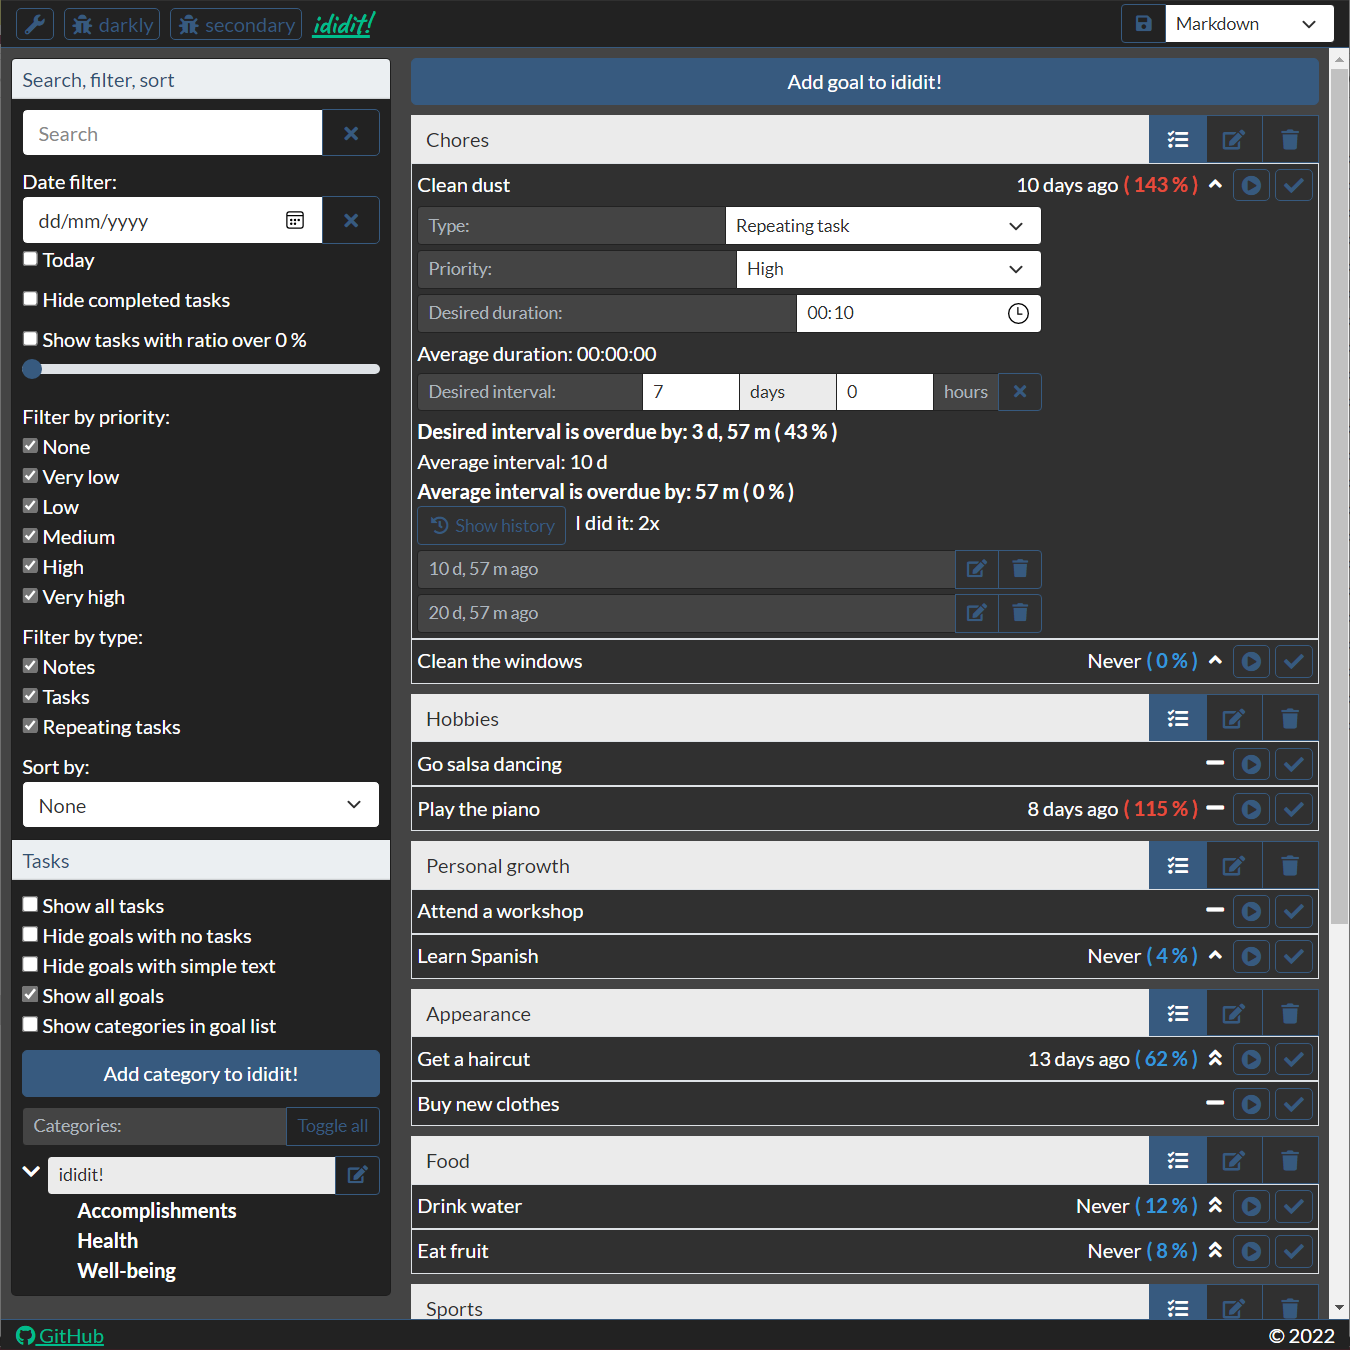 darkly secondary ididit! Markdown
Search, filter, sort
Search
Date filter:
dd/mm/yyyy
Today
Hide completed tasks
Show tasks with ratio over 0 %
Filter by priority:
None
Very low
Low
Medium
High
Very high
Filter by type:
Notes
Tasks
Repeating tasks
Sort by:
None
Tasks
Show all tasks
Hide goals with no tasks
Hide goals with simple text
Show all goals
Show categories in goal list
Add category to ididit!
Categories: Toggle all
ididit!
Accomplishments
Health
Well-being
Add goal to ididit!
Chores
Clean dust 10 days ago ( 143 % )
Type: Repeating task
Priority: High
Desired duration: 00:10
Average duration: 00:00:00
Desired interval: 7 days 0 hours
Desired interval is overdue by: 3 d, 57 m ( 43 % )
Average interval: 10 d
Average interval is overdue by: 57 m ( 0 % )
Show history I did it: 2x
10 d, 57 m ago
20 d, 57 m ago
Clean the windows Never ( 0 % )
Hobbies
Go salsa dancing
Play the piano 8 days ago ( 115 % )
Personal growth
Attend a workshop
Learn Spanish Never ( 4 % )
Appearance
Get a haircut 13 days ago ( 62 % )
Buy new clothes
Food
Drink water Never ( 12 % )
Eat fruit Never ( 8 % )
Sports
GitHub © 2022